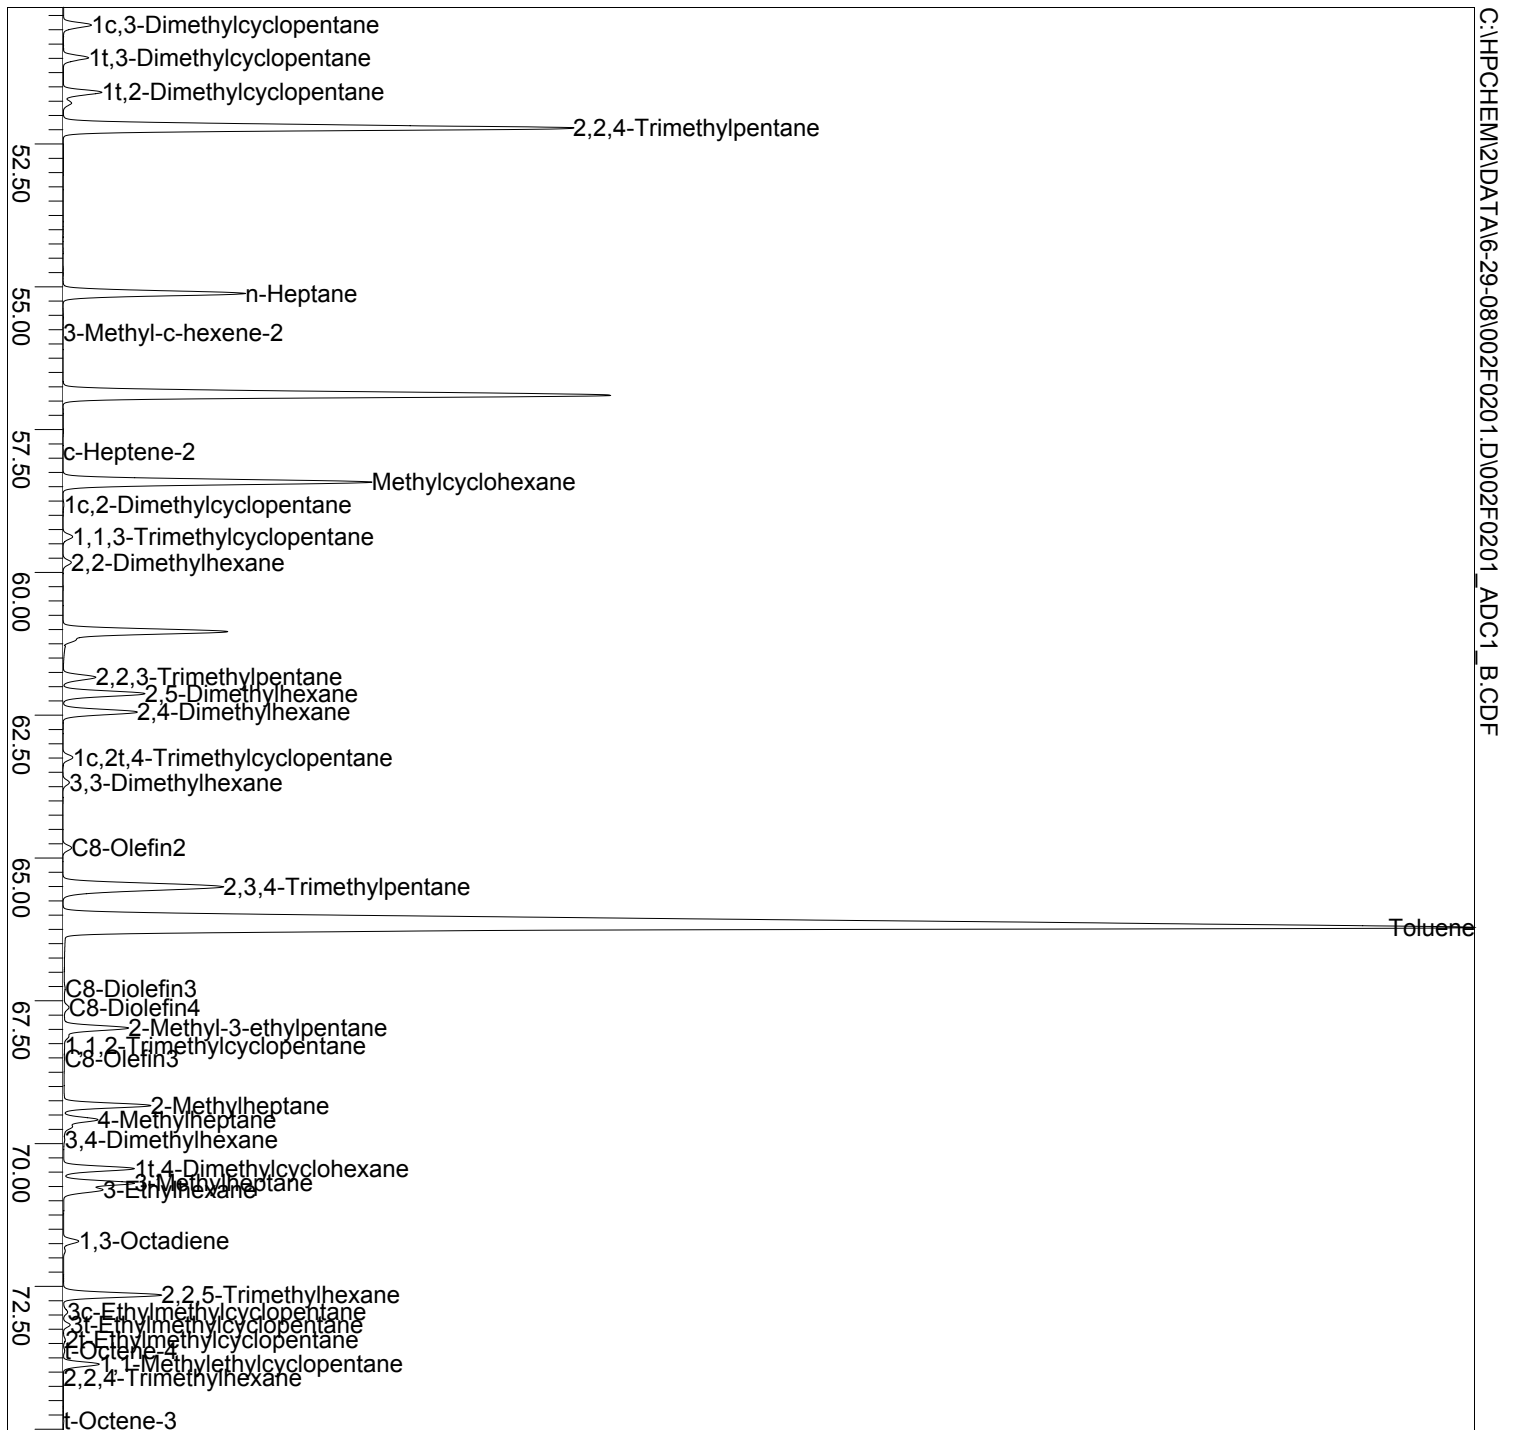 C:\HPCHEM\2\DATA\6-29-08\002F0201.D\002F0201_ADC1_B.CDF
1c,3-Dimethylcyclopentane
1t,3-Dimethylcyclopentane
1t,2-Dimethylcyclopentane
2,2,4-Trimethylpentane
52.50
n-Heptane
55.00
3-Methyl-c-hexene-2
c-Heptene-2
57.50
Methylcyclohexane
1c,2-Dimethylcyclopentane
1,1,3-Trimethylcyclopentane
2,2-Dimethylhexane
60.00
2,2,3-Trimethylpentane
2,5-Dimethylhexane
2,4-Dimethylhexane
62.50
1c,2t,4-Trimethylcyclopentane
3,3-Dimethylhexane
C8-Olefin2
65.00
2,3,4-Trimethylpentane
Toluene
C8-Diolefin3
C8-Diolefin4
67.50
2-Methyl-3-ethylpentane
1,1,2-Trimethylcyclopentane
C8-Olefin3
2-Methylheptane
4-Methylheptane
3,4-Dimethylhexane
70.00
1t,4-Dimethylcyclohexane
3-Methylheptane
3-Ethylhexane
1,3-Octadiene
72.50
2,2,5-Trimethylhexane
3c-Ethylmethylcyclopentane
3t-Ethylmethylcyclopentane
2t-Ethylmethylcyclopentane
t-Octene-4
1,1-Methylethylcyclopentane
2,2,4-Trimethylhexane
t-Octene-3